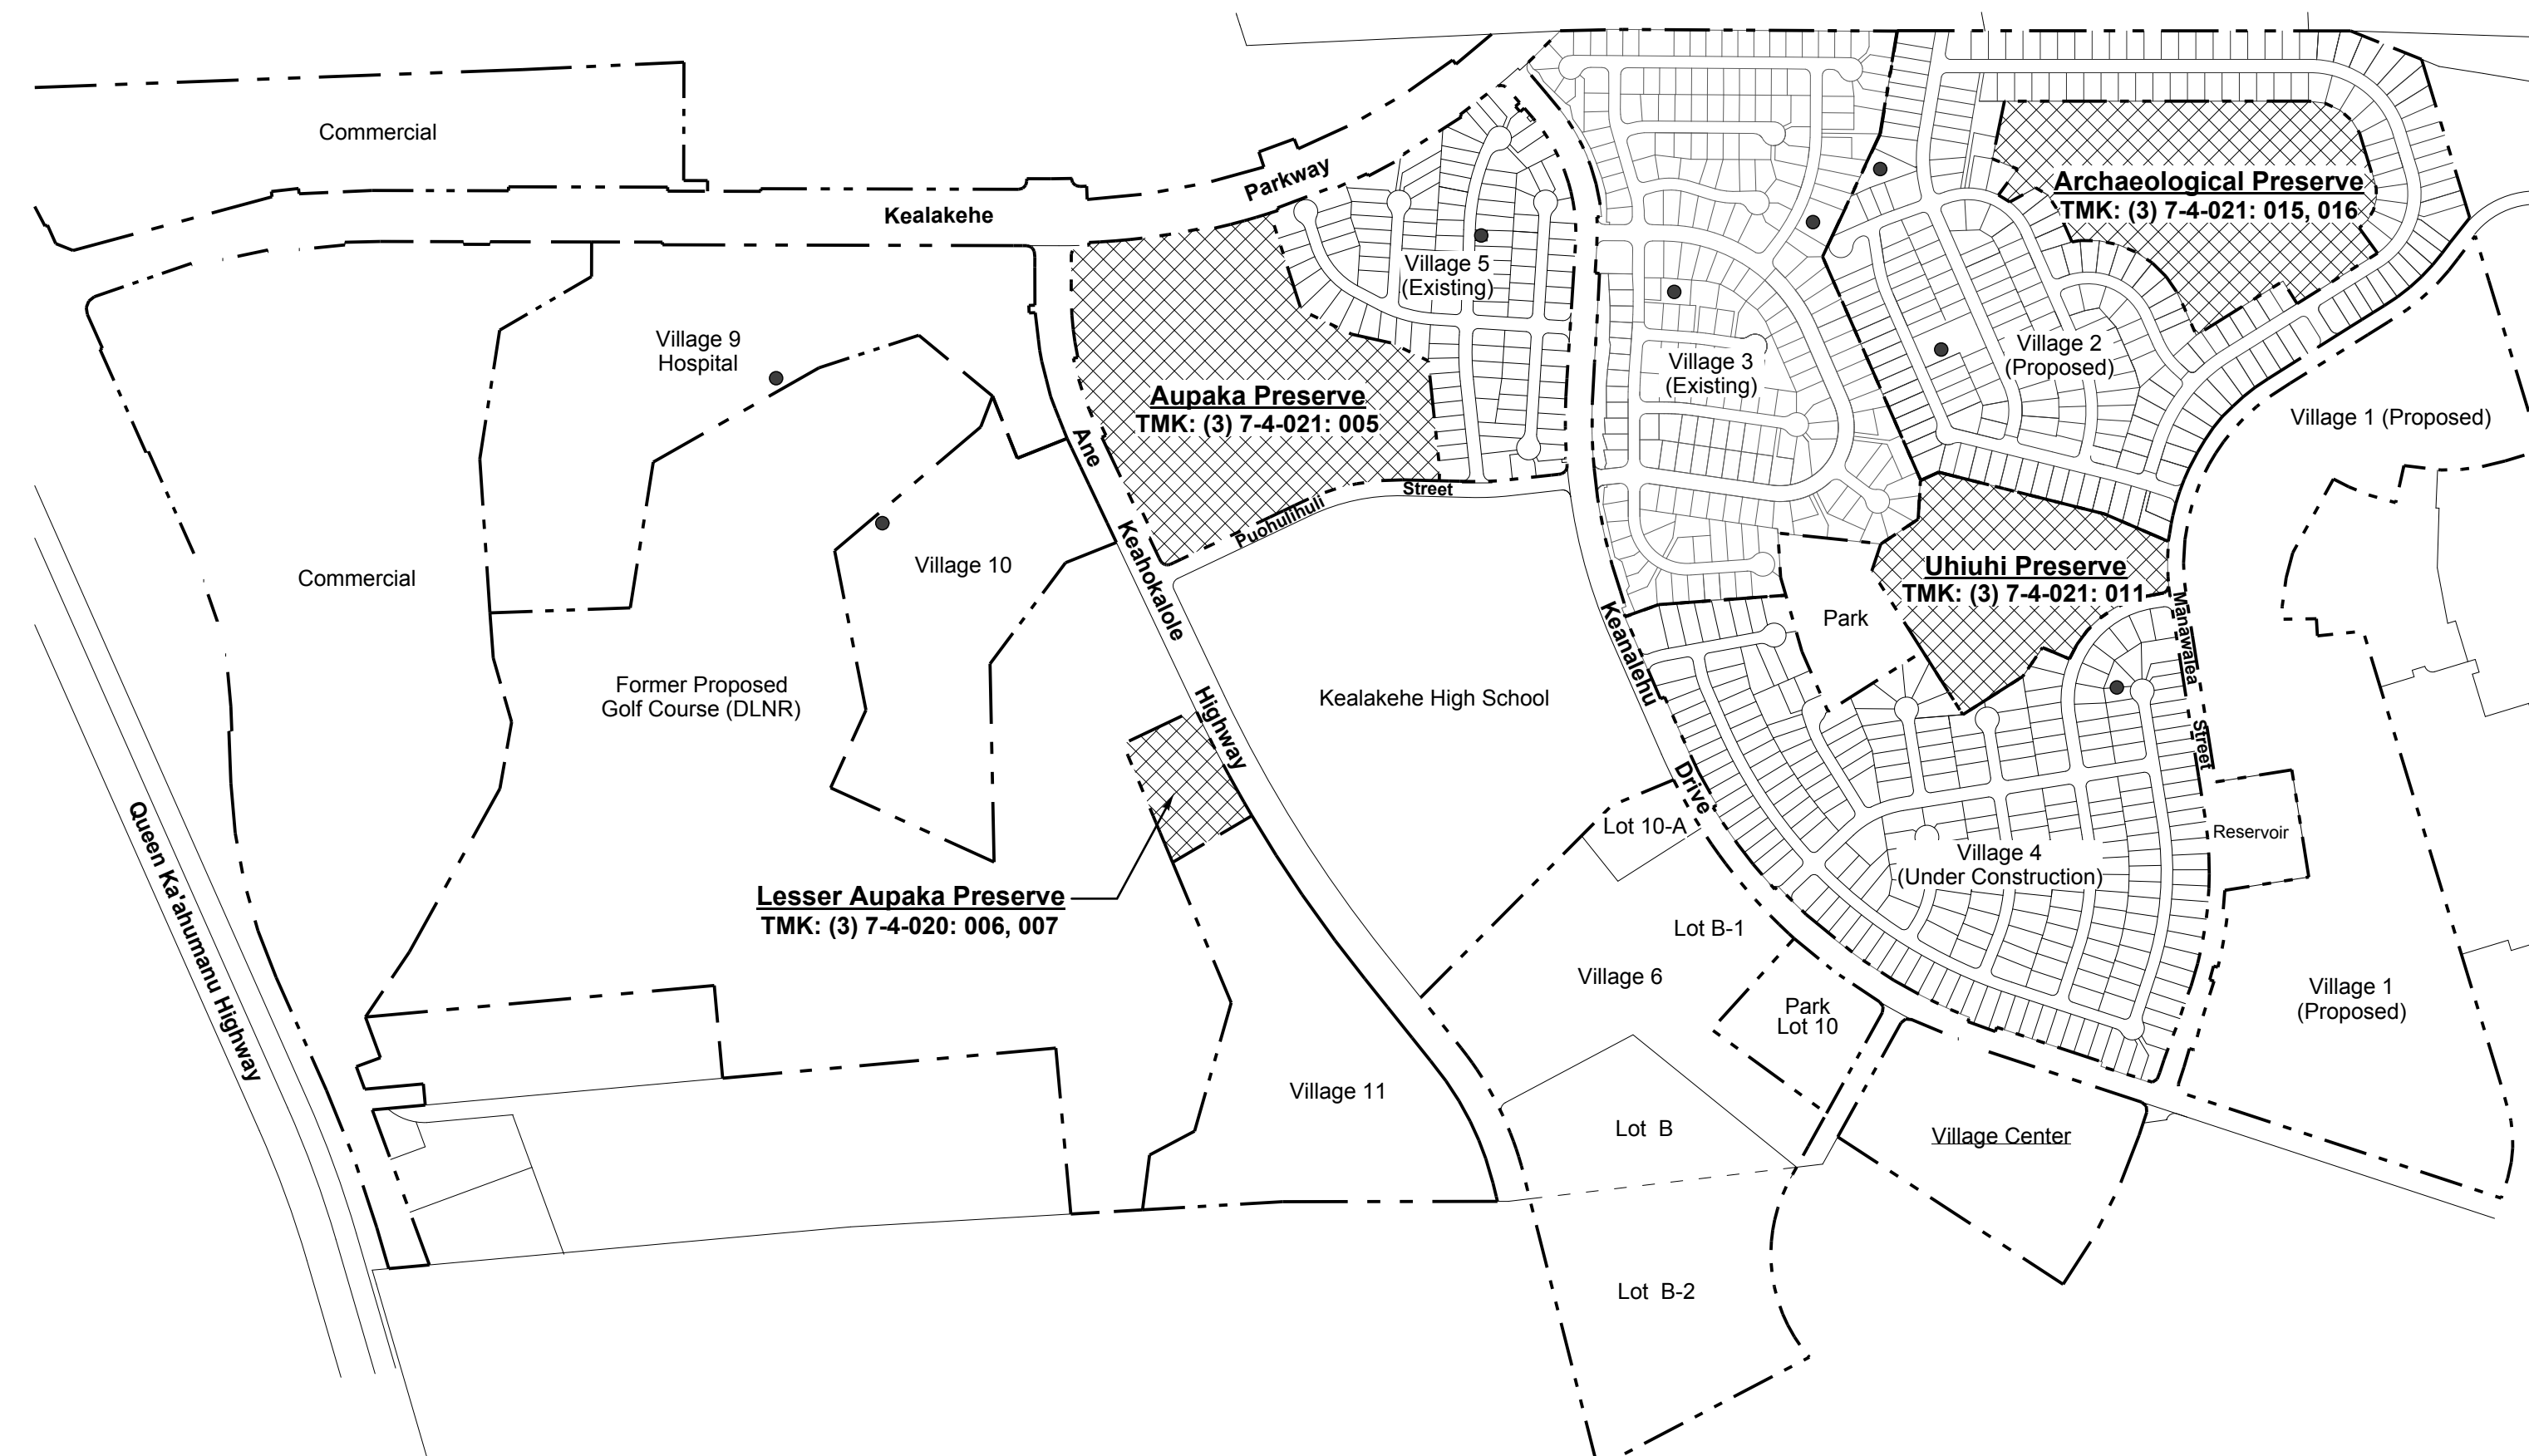 Commercial
Kealakehe
Parkway
Archaeological Preserve
TMK: (3) 7-4-021: 015, 016
Village 5
(Existing)
Village 9
Hospital
Village 3
(Existing)
Village 2
(Proposed)
Aupaka Preserve
TMK: (3) 7-4-021: 005
Village 1 (Proposed)
Ane
Keahokalole
Highway
Puohulihuli
Street
Commercial
Village 10
Uhiuhi Preserve
TMK: (3) 7-4-021: 011
Park
Manawalea
Street
Keanalehu
Drive
Former Proposed
Golf Course (DLNR)
Kealakehe High School
Queen Ka'ahumanu Highway
Lot 10-A
Reservoir
Village 4
(Under Construction)
Lesser Aupaka Preserve
TMK: (3) 7-4-020: 006, 007
Lot B-1
Village 6
Park
Lot 10
Village 1
(Proposed)
Village 11
Lot B
Village Center
Lot B-2